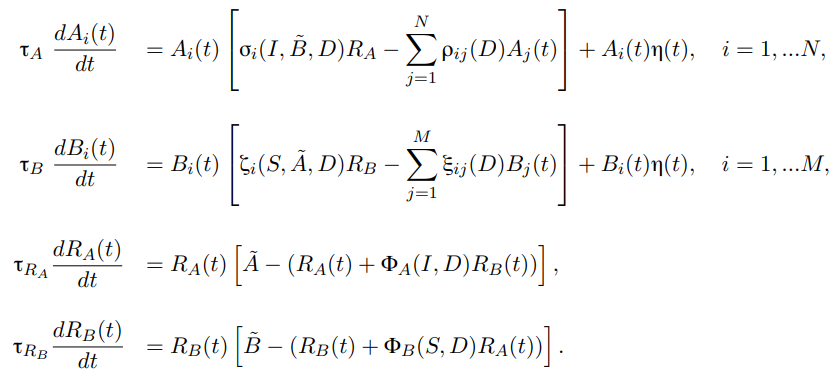 τ_A dA_i(t)/dt = A_i(t) [σ_i(I, B̃, D)R_A − ∑_{j=1}^{N} ρ_{ij}(D)A_j(t)] + A_i(t)η(t), i = 1, ...N,
τ_B dB_i(t)/dt = B_i(t) [ζ_i(S, Ã, D)R_B − ∑_{j=1}^{M} ξ_{ij}(D)B_j(t)] + B_i(t)η(t), i = 1, ...M,
τ_{R_A} dR_A(t)/dt = R_A(t) [Ã − (R_A(t) + Φ_A(I, D)R_B(t))],
τ_{R_B} dR_B(t)/dt = R_B(t) [B̃ − (R_B(t) + Φ_B(S, D)R_A(t))].